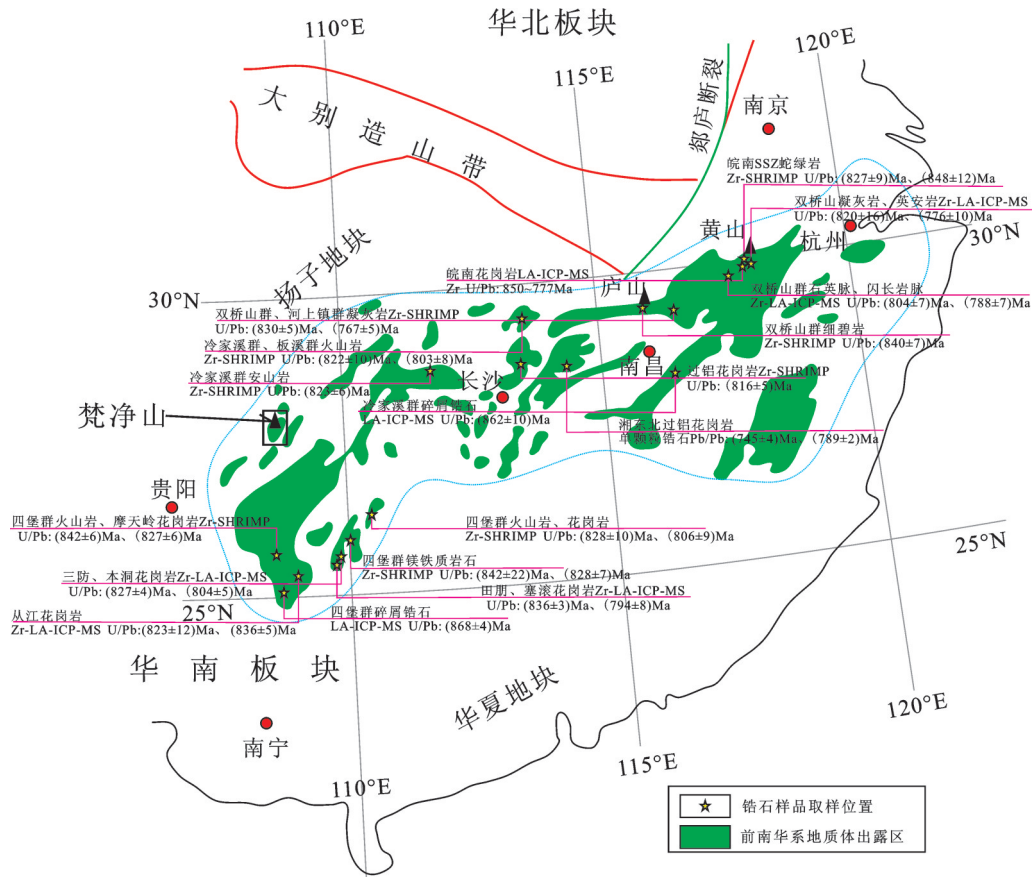 华北板块
110°E
120°E
115°E
大别造山带
郯庐断裂
南京
皖南SSZ蛇绿岩
Zr-SHRIMP U/Pb: (827±9)Ma、(848±12)Ma
双桥山凝灰岩、英安岩Zr-LA-ICP-MS
U/Pb: (820±16)Ma、(776±10)Ma
黄山
杭州
30°N
扬子地块
皖南花岗岩LA-ICP-MS
Zr U/Pb: 850~777Ma
庐山
30°N
双桥山群石英脉、闪长岩脉
Zr-LA-ICP-MS U/Pb: (804±7)Ma、(788±7)Ma
双桥山群、河上镇群凝灰岩Zr-SHRIMP
U/Pb: (830±5)Ma、(767±5)Ma
双桥山群细碧岩
Zr-SHRIMP U/Pb: (840±7)Ma
冷家溪群、板溪群火山岩
Zr-SHRIMP U/Pb: (822±10)Ma、(803±8)Ma
南昌
冷家溪群安山岩
Zr-SHRIMP U/Pb: (823±6)Ma
长沙
过铝花岗岩Zr-SHRIMP
U/Pb: (816±5)Ma
冷家溪群碎屑锆石
LA-ICP-MS U/Pb: (862±10)Ma
梵净山
湘东北过铝花岗岩
单颗粒锆石Pb/Pb: (745±4)Ma、(789±2)Ma
贵阳
四堡群火山岩、摩天岭花岗岩Zr-SHRIMP
U/Pb: (842±6)Ma、(827±6)Ma
四堡群火山岩、花岗岩
Zr-SHRIMP U/Pb: (828±10)Ma、(806±9)Ma
25°N
四堡群镁铁质岩石
Zr-SHRIMP U/Pb: (842±22)Ma、(828±7)Ma
三防、本洞花岗岩Zr-LA-ICP-MS
U/Pb: (827±4)Ma、(804±5)Ma
田朋、寨滚花岗岩Zr-LA-ICP-MS
U/Pb: (836±3)Ma、(794±8)Ma
25°N
从江花岗岩
Zr-LA-ICP-MS U/Pb: (823±12)Ma、(836±5)Ma
四堡群碎屑锆石
LA-ICP-MS U/Pb: (868±4)Ma
华南板块
华夏地块
120°E
南宁
115°E
110°E
锆石样品取样位置
前南华系地质体出露区